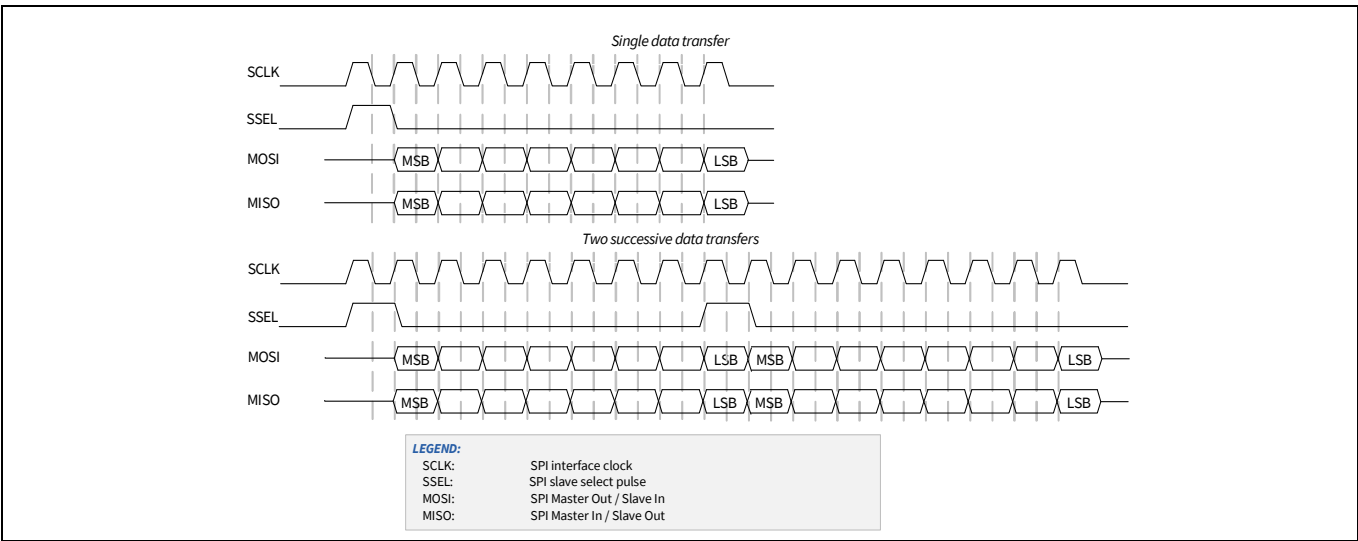 Single data transfer
SCLK
SSEL
MOSI MSB LSB
MISO MSB LSB
Two successive data transfers
SCLK
SSEL
MOSI MSB LSB MSB LSB
MISO MSB LSB MSB LSB
LEGEND:
SCLK: SPI interface clock
SSEL: SPI slave select pulse
MOSI: SPI Master Out / Slave In
MISO: SPI Master In / Slave Out